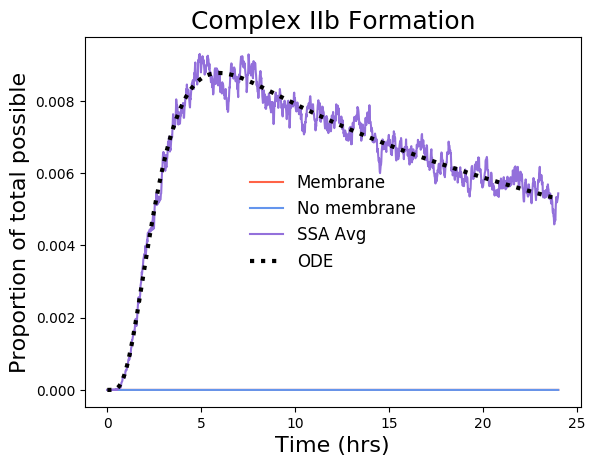 Complex IIb Formation
Proportion of total possible
0.008
0.006
0.004
0.002
0.000
Membrane
No membrane
SSA Avg
ODE
0
5
10
15
20
25
Time (hrs)